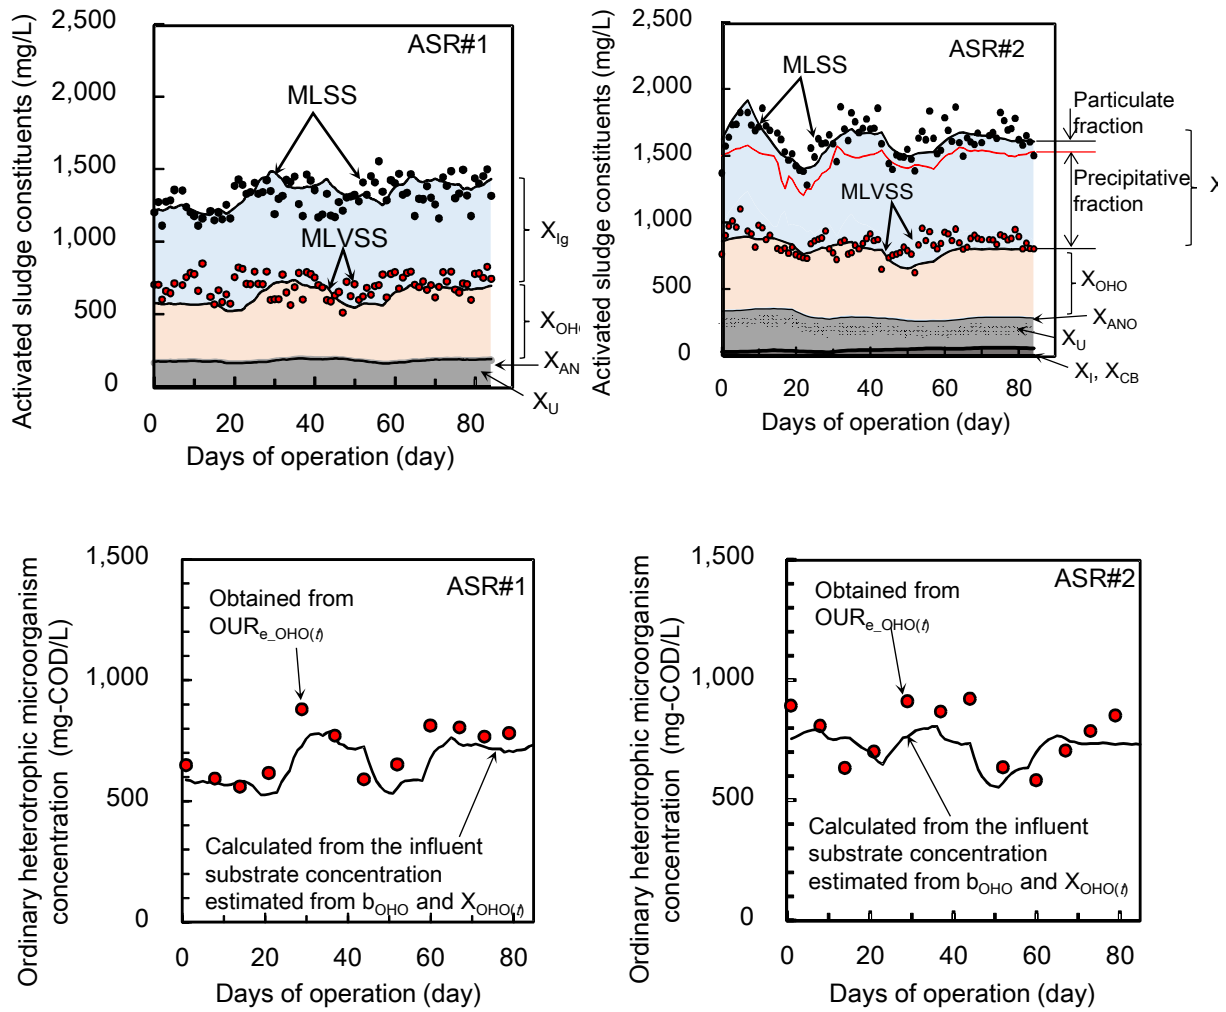 Activated sludge constituents (mg/L)
2,500
2,000
1,500
1,000
500
0
ASR#1
MLSS
MLVSS
X_Ig
X_OH
X_AN
X_U
0 20 40 60 80
Days of operation (day)
Activated sludge constituents (mg/L)
2,500
2,000
1,500
1,000
500
0
ASR#2
MLSS
MLVSS
Particulate
fraction
Precipitative
fraction
X
X_OHO
X_ANO
X_U
X_I, X_CB
0 20 40 60 80
Days of operation (day)
Ordinary heterotrophic microorganism
concentration (mg-COD/L)
1,500
1,000
500
0
ASR#1
Obtained from
OUR_e_OHO(t)
Calculated from the influent
substrate concentration
estimated from b_OHO and X_OHO(t)
0 20 40 60 80
Days of operation (day)
Ordinary heterotrophic microorganism
concentration (mg-COD/L)
1,500
1,000
500
0
ASR#2
Obtained from
OUR_e_OHO(t)
Calculated from the influent
substrate concentration
estimated from b_OHO and X_OHO(t)
0 20 40 60 80
Days of operation (day)